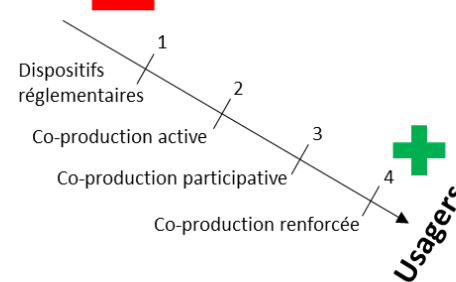 1
Dispositifs
réglementaires
2
Co-production active
3
Co-production participative
4
Co-production renforcée
Usagers